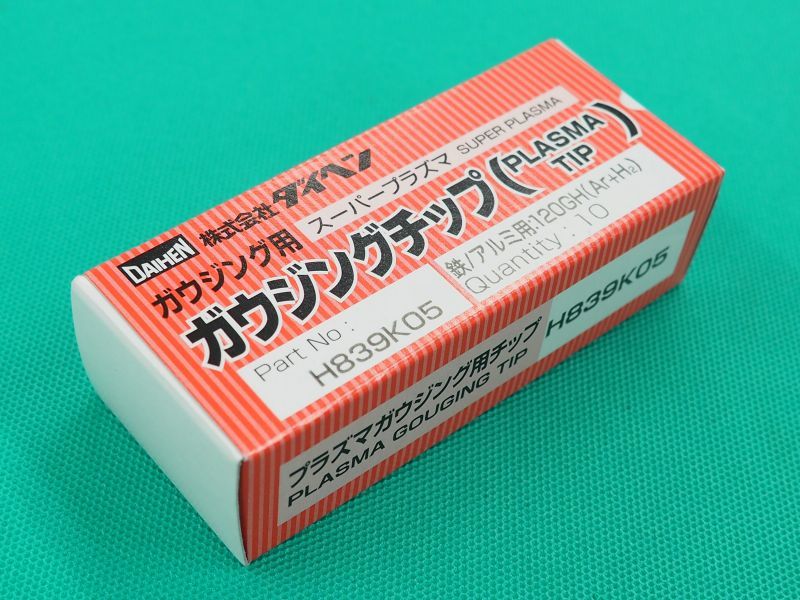 DAIHEN 株式会社ダイヘン
ガウジング用 スーパープラズマ SUPER PLASMA
ガウジングチップ(PLASMA TIP)
Part No :
H839K05
鉄/アルミ用:120GH(Ar+H₂)
Quantity : 10
プラズマガウジング用チップ
PLASMA GOUGING TIP
H839K05